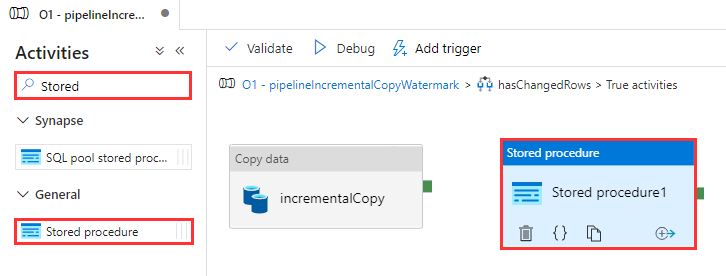 O1 - pipelineIncre...
Activities
Stored
Synapse
SQL pool stored proc...
General
Stored procedure
Validate
Debug
Add trigger
O1 - pipelineIncrementalCopyWatermark > hasChangedRows > True activities
Copy data
incrementalCopy
Stored procedure
Stored procedure1
{}